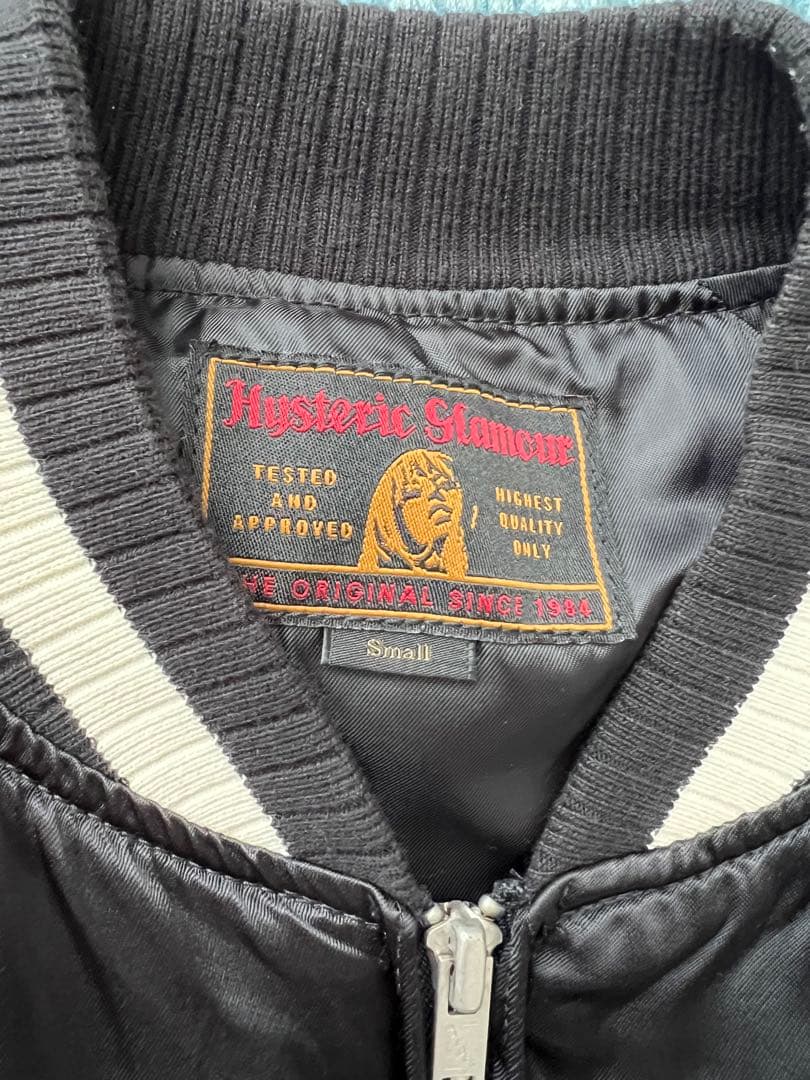 Hysteric Glamour
TESTED
AND
APPROVED
HIGHEST
QUALITY
ONLY
THE ORIGINAL SINCE 1984
Small